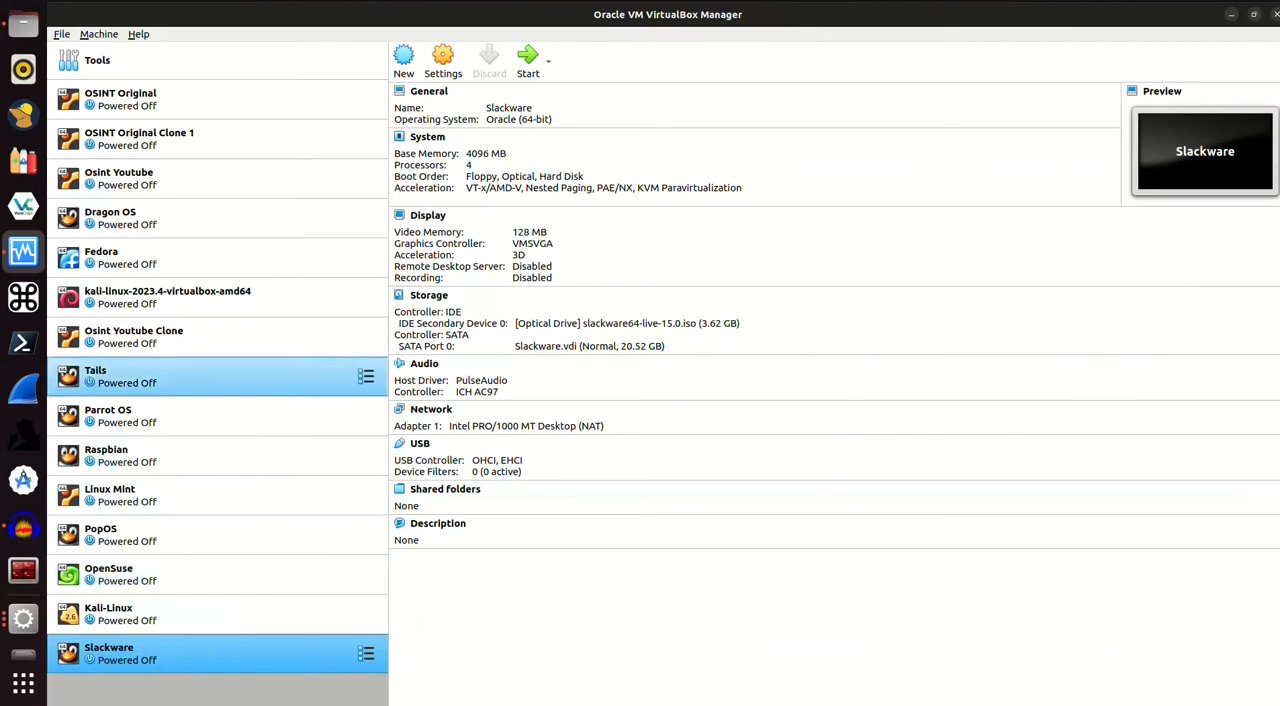 Oracle VM VirtualBox Manager
File Machine Help
Tools
OSINT Original
Powered Off
OSINT Original Clone 1
Powered Off
Osint Youtube
Powered Off
Dragon OS
Powered Off
Fedora
Powered Off
kali-linux-2023.4-virtualbox-amd64
Powered Off
Osint Youtube Clone
Powered Off
Tails
Powered Off
Parrot OS
Powered Off
Raspbian
Powered Off
Linux Mint
Powered Off
PopOS
Powered Off
OpenSuse
Powered Off
Kali-Linux
Powered Off
Slackware
Powered Off
New Settings Discard Start
General
Name: Slackware
Operating System: Oracle (64-bit)
System
Base Memory: 4096 MB
Processors: 4
Boot Order: Floppy, Optical, Hard Disk
Acceleration: VT-x/AMD-V, Nested Paging, PAE/NX, KVM Paravirtualization
Display
Video Memory: 128 MB
Graphics Controller: VMSVGA
Acceleration: 3D
Remote Desktop Server: Disabled
Recording: Disabled
Storage
Controller: IDE
IDE Secondary Device 0: [Optical Drive] slackware64-live-15.0.iso (3.62 GB)
Controller: SATA
SATA Port 0: Slackware.vdi (Normal, 20.52 GB)
Audio
Host Driver: PulseAudio
Controller: ICH AC97
Network
Adapter 1: Intel PRO/1000 MT Desktop (NAT)
USB
USB Controller: OHCI, EHCI
Device Filters: 0 (0 active)
Shared folders
None
Description
None
Preview
Slackware